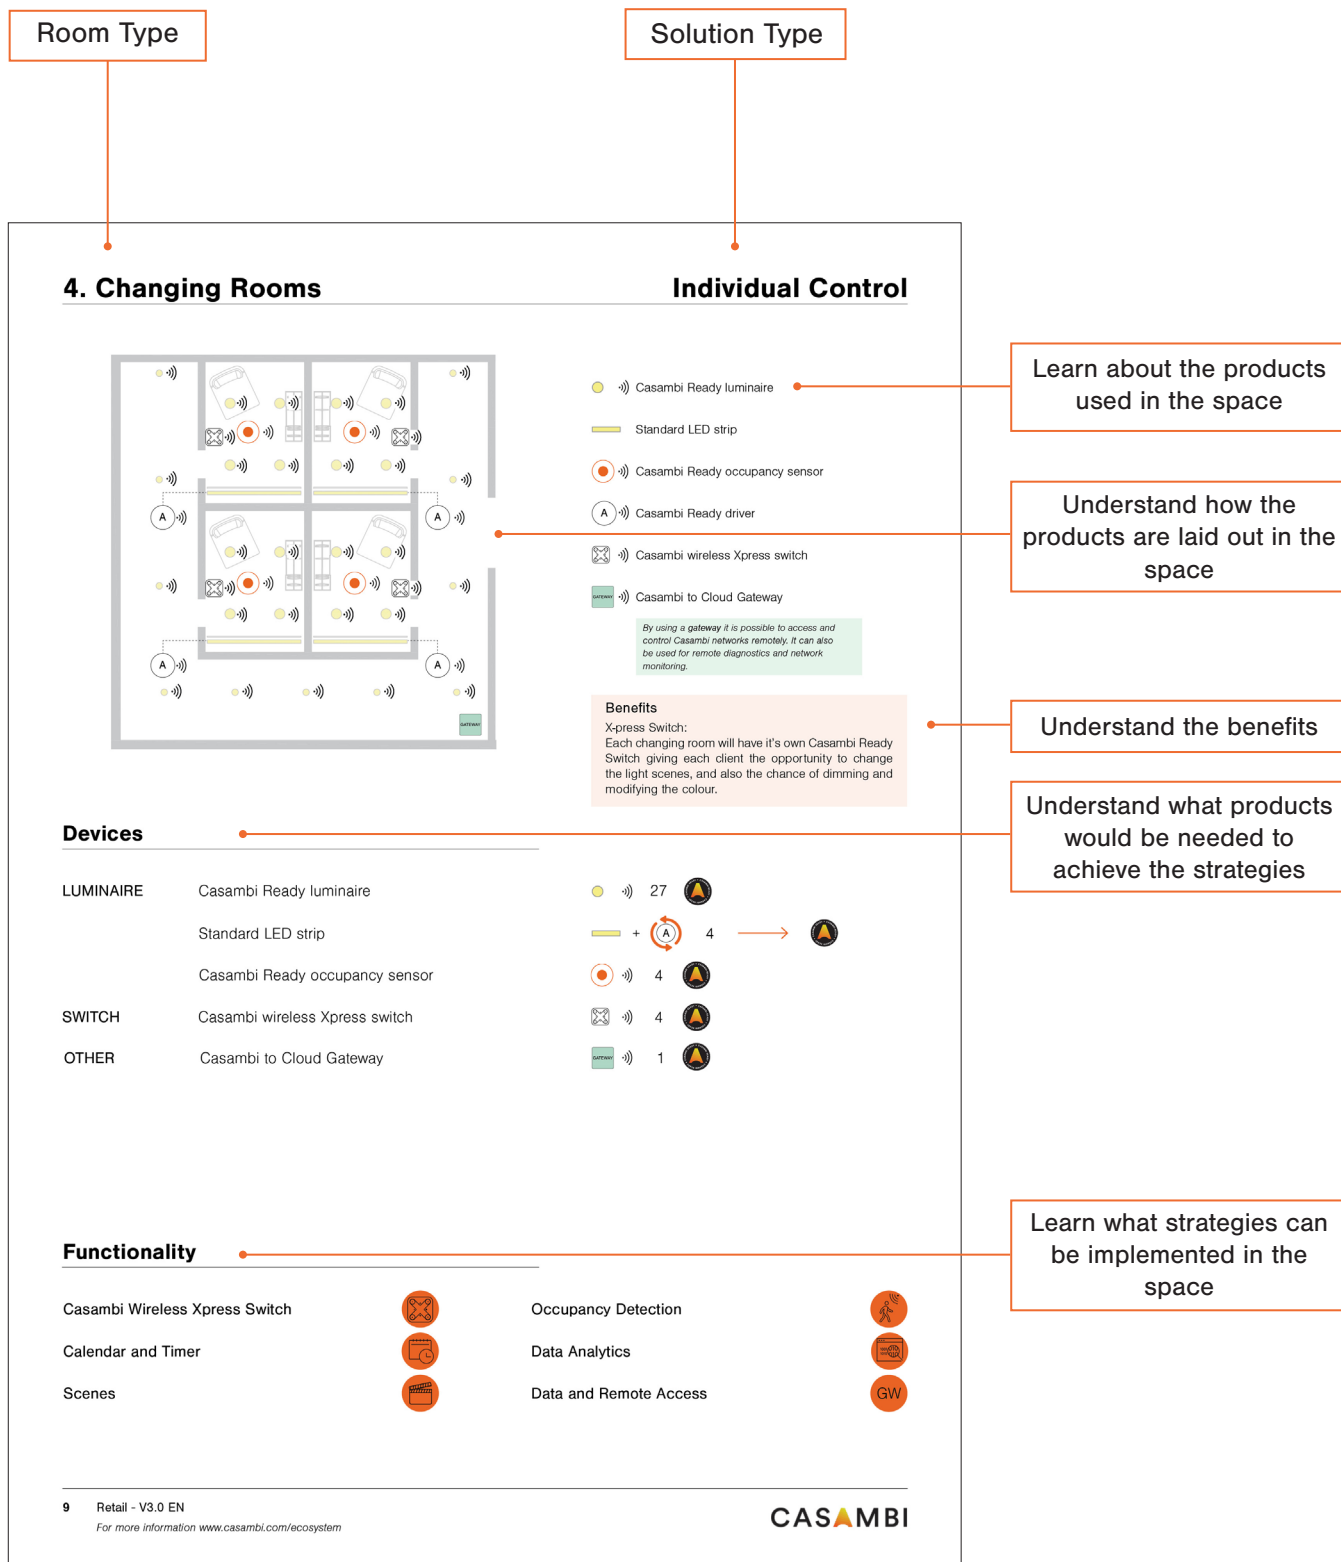 Room Type
Solution Type
4. Changing Rooms
Individual Control
Casambi Ready luminaire
Standard LED strip
Casambi Ready occupancy sensor
A
Casambi Ready driver
Casambi wireless Xpress switch
GATEWAY
Casambi to Cloud Gateway
By using a gateway it is possible to access and
control Casambi networks remotely. It can also
be used for remote diagnostics and network
monitoring.
A
A
A
A
GATEWAY
Benefits
X-press Switch:
Each changing room will have it's own Casambi Ready
Switch giving each client the opportunity to change
the light scenes, and also the chance of dimming and
modifying the colour.
Learn about the products
used in the space
Understand how the
products are laid out in the
space
Understand the benefits
Understand what products
would be needed to
achieve the strategies
Devices
LUMINAIRE Casambi Ready luminaire 27
Standard LED strip + A 4
Casambi Ready occupancy sensor 4
SWITCH Casambi wireless Xpress switch 4
OTHER Casambi to Cloud Gateway GATEWAY 1
Learn what strategies can
be implemented in the
space
Functionality
Casambi Wireless Xpress Switch Occupancy Detection
Calendar and Timer Data Analytics
Scenes Data and Remote Access GW
9 Retail - V3.0 EN
For more information www.casambi.com/ecosystem
CASAMBI